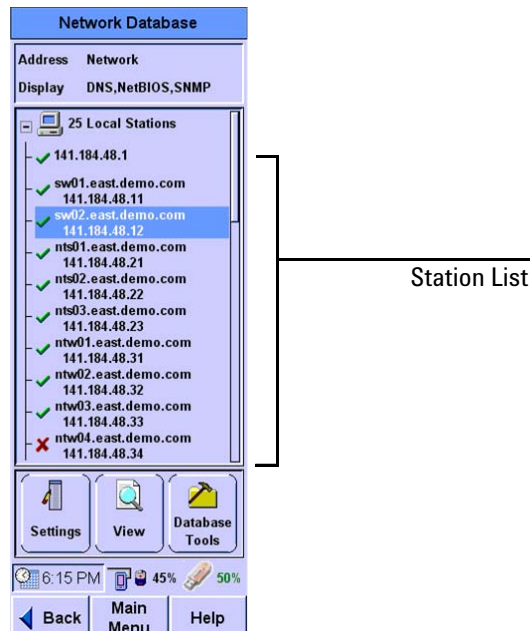 Network Database
Address Network
Display DNS,NetBIOS,SNMP
25 Local Stations
141.184.48.1
sw01.east.demo.com
141.184.48.11
sw02.east.demo.com
141.184.48.12
nts01.east.demo.com
141.184.48.21
nts02.east.demo.com
141.184.48.22
nts03.east.demo.com
141.184.48.23
ntw01.east.demo.com
141.184.48.31
ntw02.east.demo.com
141.184.48.32
ntw03.east.demo.com
141.184.48.33
ntw04.east.demo.com
141.184.48.34
Station List
Settings
View
Database
Tools
6:15 PM 45% 50%
Back
Main
Menu
Help